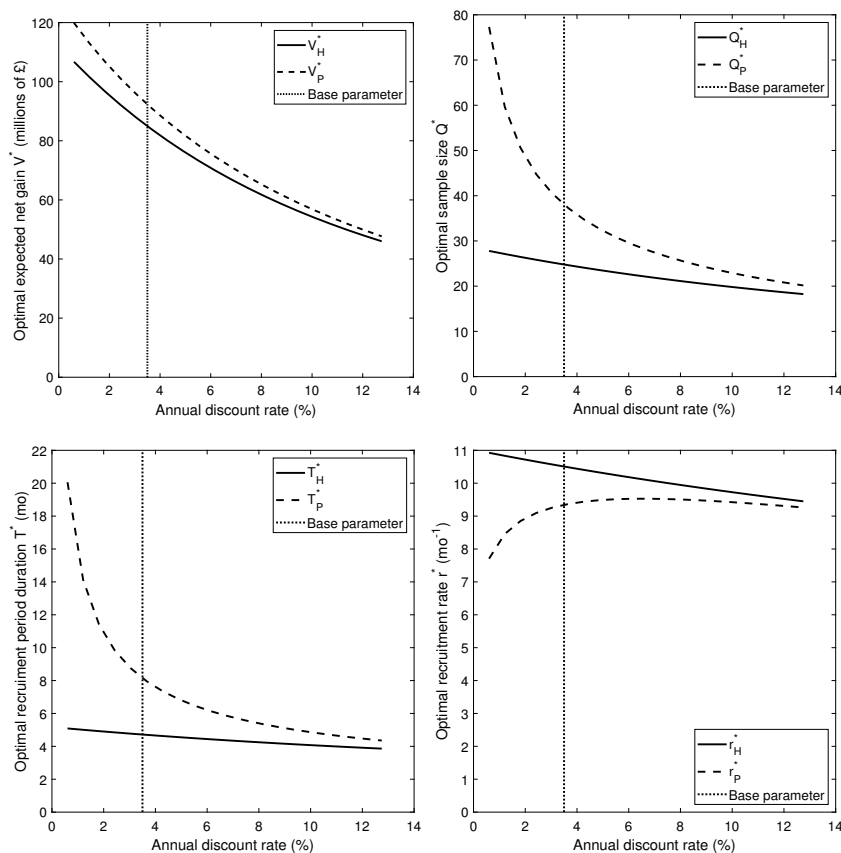 Optimal expected net gain V* (millions of £)
120
100
80
60
40
20
0
V*H
V*P
Base parameter
0 2 4 6 8 10 12 14
Annual discount rate (%)
Optimal sample size Q*
80
70
60
50
40
30
20
10
0
Q*H
Q*P
Base parameter
0 2 4 6 8 10 12 14
Annual discount rate (%)
Optimal recruiment period duration T* (mo)
22
20
18
16
14
12
10
8
6
4
2
0
T*H
T*P
Base parameter
0 2 4 6 8 10 12 14
Annual discount rate (%)
Optimal recruitment rate r* (mo-1)
11
10
9
8
7
6
5
4
3
2
1
0
r*H
r*P
Base parameter
0 2 4 6 8 10 12 14
Annual discount rate (%)